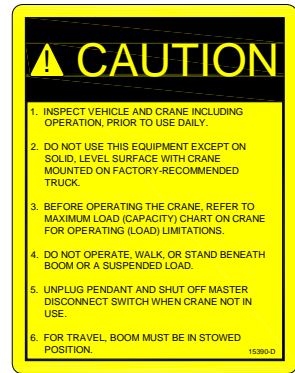 CAUTION
1. INSPECT VEHICLE AND CRANE INCLUDING
OPERATION, PRIOR TO USE DAILY.
2. DO NOT USE THIS EQUIPMENT EXCEPT ON
SOLID, LEVEL SURFACE WITH CRANE
MOUNTED ON FACTORY-RECOMMENDED
TRUCK.
3. BEFORE OPERATING THE CRANE, REFER TO
MAXIMUM LOAD (CAPACITY) CHART ON CRANE
FOR OPERATING (LOAD) LIMITATIONS.
4. DO NOT OPERATE, WALK, OR STAND BENEATH
BOOM OR A SUSPENDED LOAD.
5. UNPLUG PENDANT AND SHUT OFF MASTER
DISCONNECT SWITCH WHEN CRANE NOT IN
USE.
6. FOR TRAVEL, BOOM MUST BE IN STOWED
POSITION.
15390-D